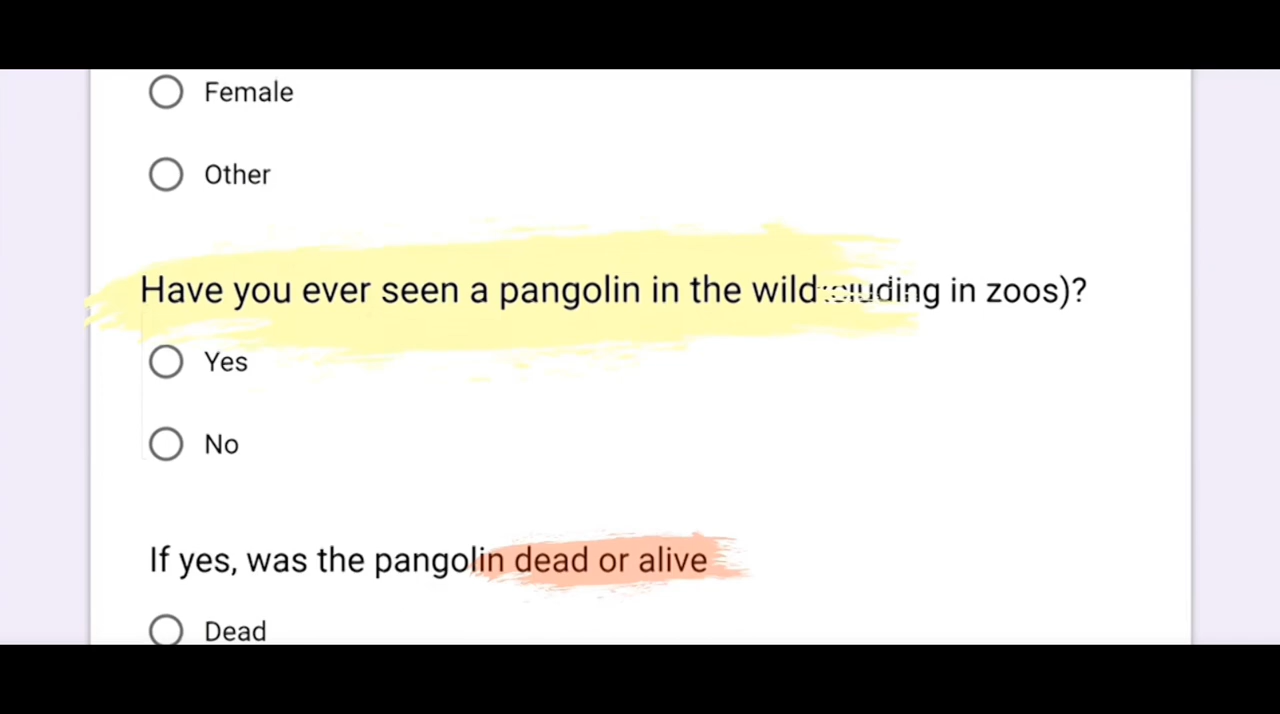 Female
Other
Have you ever seen a pangolin in the wild in zoos)?
Yes
No
If yes, was the pangolin dead or alive
Dead